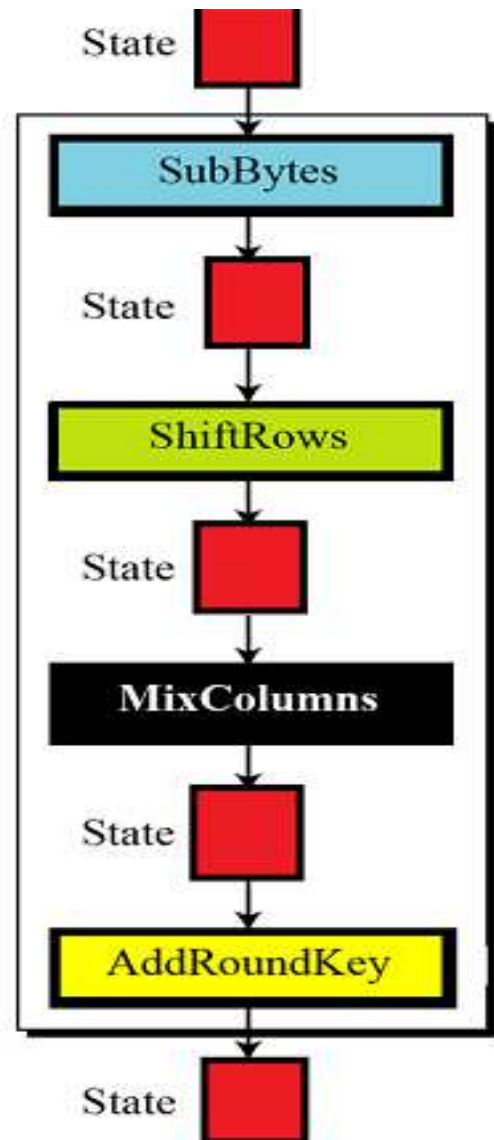 State
SubBytes
State
ShiftRows
State
MixColumns
State
AddRoundKey
State